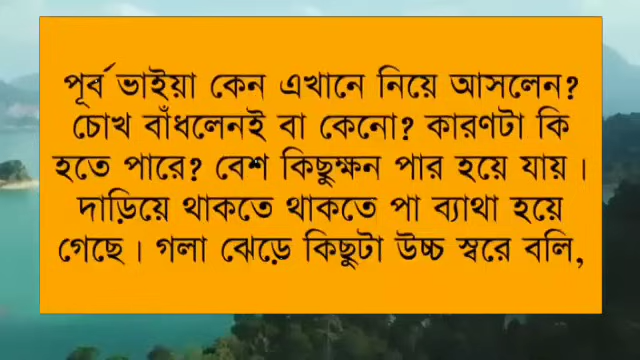 পূর্ব ভাইয়া কেন এখানে নিয়ে আসলেন?
চোখ বাঁধলেনই বা কেনো? কারণটা কি
হতে পারে? বেশ কিছুক্ষন পার হয়ে যায়।
দাড়িয়ে থাকতে থাকতে পা ব্যাথা হয়ে
গেছে। গলা ঝেড়ে কিছুটা উচ্চ স্বরে বলি,